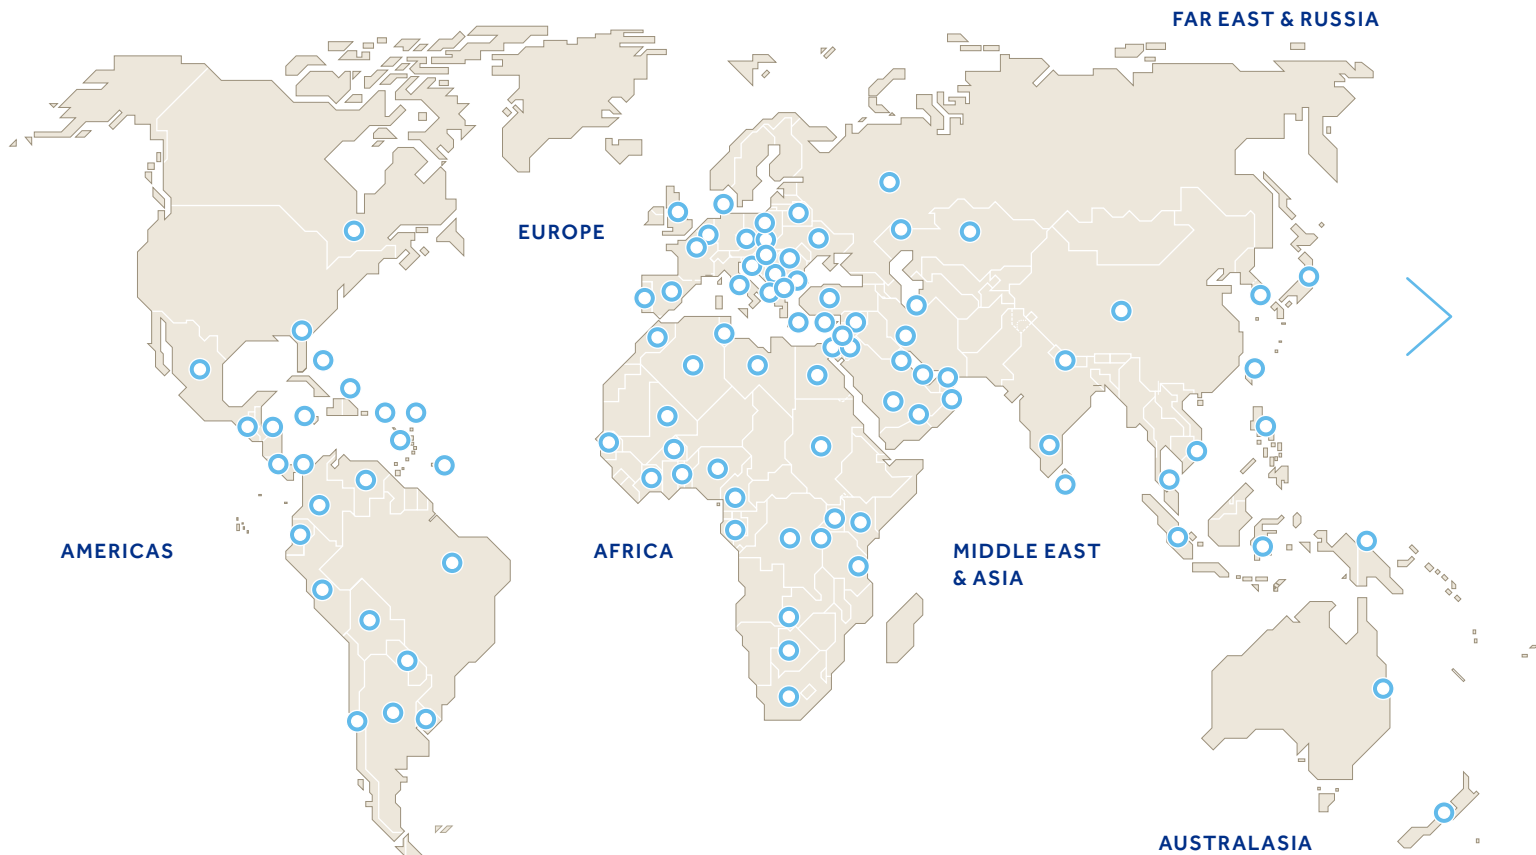 FAR EAST & RUSSIA
EUROPE
AMERICAS
AFRICA
MIDDLE EAST
& ASIA
AUSTRALASIA